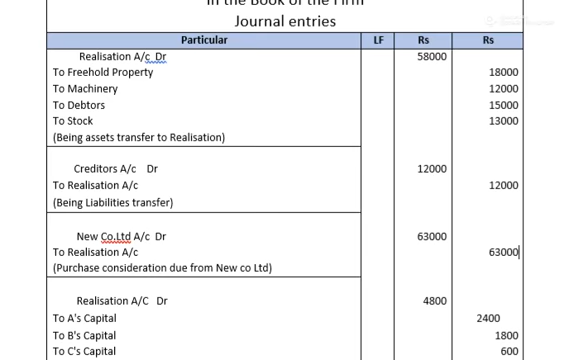 In the Book of the Firm
Journal entries
Particular LF Rs Rs
Realisation A/c Dr 58000
To Freehold Property 18000
To Machinery 12000
To Debtors 15000
To Stock 13000
(Being assets transfer to Realisation)
Creditors A/c Dr 12000
To Realisation A/c 12000
(Being Liabilities transfer)
New Co.Ltd A/c Dr 63000
To Realisation A/c 63000
(Purchase consideration due from New co Ltd)
Realisation A/C Dr 4800
To A's Capital 2400
To B's Capital 1800
To C's Capital 600